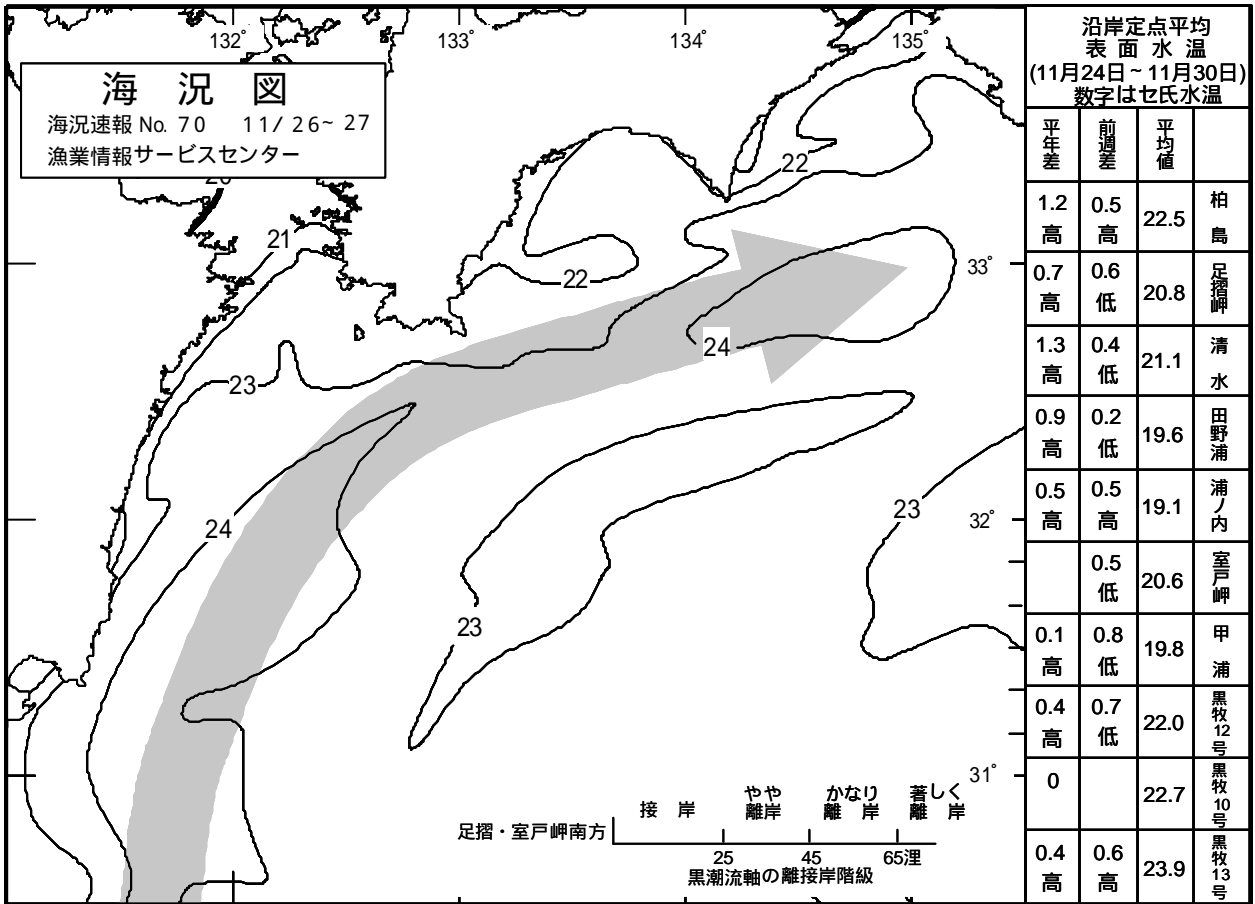 132°
133°
134°
135°
海 況 図
海況速報 No. 70 11/26~27
漁業情報サービスセンター
21
22
22
23
24
24
23
23
33°
32°
31°
足摺・室戸岬南方
接 岸
やや
離岸
かなり
離 岸
著しく
離 岸
25
45
65浬
黒潮流軸の離接岸階級
沿岸定点平均
表 面 水 温
(11月24日~11月30日)
数字はセ氏水温
平年差 前週差 平均値
1.2高 0.5高 22.5 柏島
0.7高 0.6低 20.8 足摺岬
1.3高 0.4低 21.1 清水
0.9高 0.2低 19.6 田野浦
0.5高 0.5高 19.1 浦ノ内
0.5低 20.6 室戸岬
0.1高 0.8低 19.8 甲浦
0.4高 0.7低 22.0 黒牧12号
0 22.7 黒牧10号
0.4高 0.6高 23.9 黒牧13号